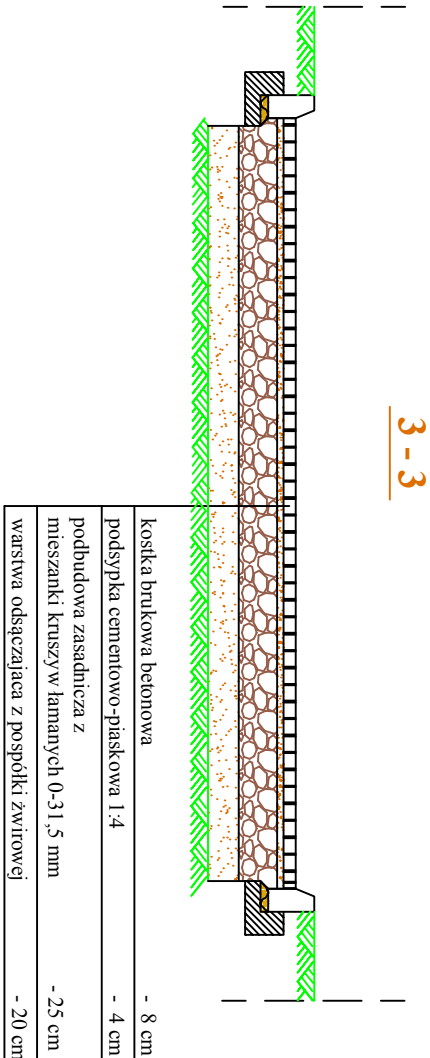 3 - 3
kostka brukowa betonowa - 8 cm
podsypka cementowo-piaskowa 1:4 - 4 cm
podbudowa zasadnicza z
mieszanki kruszyw łamanych 0-31,5 mm - 25 cm
warstwa odsączajaca z pospółki żwirowej - 20 cm